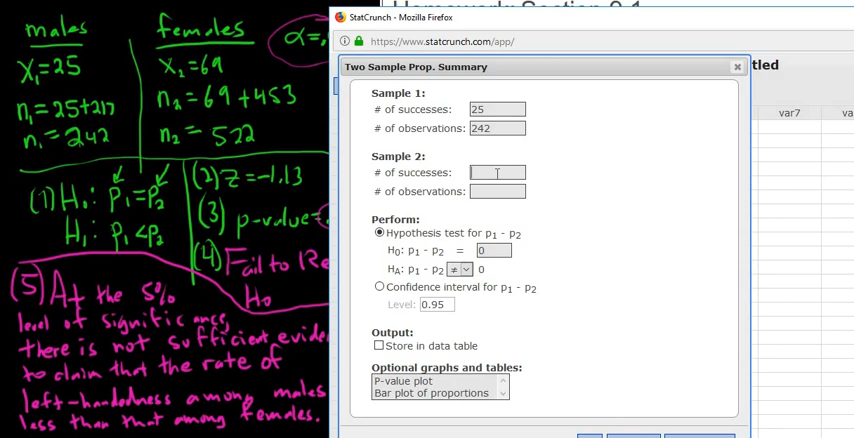 Homework: Section 9.1
males
females
α=.
X₁=25
X₂=69
n₁=25+217
n₂=69+453
n₁=242
n₂=522
(1) H₀: P₁=P₂
H₁: P₁<P₂
(2) Z=-1.13
(3) p-value=
(4) Fail to Re
H₀
(5) At the 5%
level of significance,
there is not sufficient evide
to claim that the rate of
left-handedness among males
less than that among females.
StatCrunch - Mozilla Firefox
https://www.statcrunch.com/app/
Two Sample Prop. Summary
Sample 1:
# of successes: 25
# of observations: 242
Sample 2:
# of successes:
# of observations:
Perform:
Hypothesis test for p₁ - p₂
H₀: p₁ - p₂ = 0
Hᴀ: p₁ - p₂ ≠ 0
Confidence interval for p₁ - p₂
Level: 0.95
Output:
Store in data table
Optional graphs and tables:
P-value plot
Bar plot of proportions
tled
var7
va